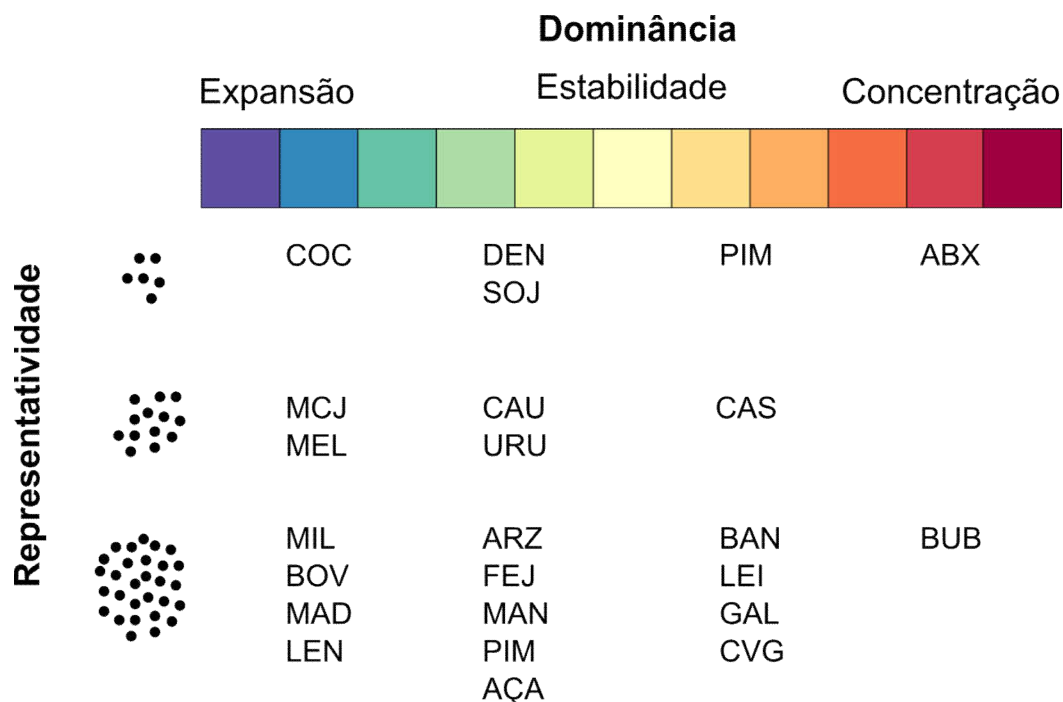 Dominância
Expansão Estabilidade Concentração
Representatividade
COC DEN PIM ABX
SOJ
MCJ CAU CAS
MEL URU
MIL ARZ BAN BUB
BOV FEJ LEI
MAD MAN GAL
LEN PIM CVG
AÇA